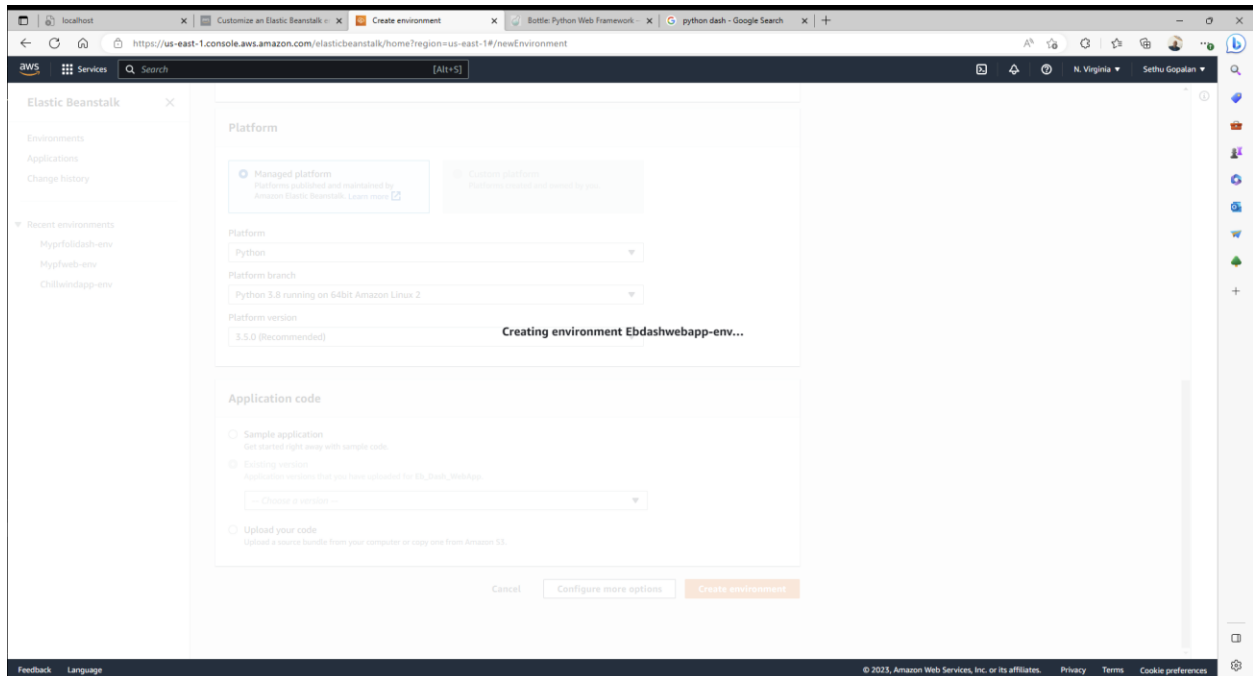 localhost
Customize an Elastic Beanstalk e
Create environment
Bottle: Python Web Framework -
python dash - Google Search
https://us-east-1.console.aws.amazon.com/elasticbeanstalk/home?region=us-east-1#/newEnvironment
aws
Services
Search
[Alt+S]
N. Virginia
Sethu Gopalan
Elastic Beanstalk
Environments
Applications
Change history
Recent environments
Myprfolidash-env
Mypfweb-env
Chillwindapp-env
Platform
Managed platform
Platforms published and maintained by
Amazon Elastic Beanstalk. Learn more
Custom platform
Platforms created and owned by you.
Platform
Python
Platform branch
Python 3.8 running on 64bit Amazon Linux 2
Platform version
3.5.0 (Recommended)
Creating environment Ebdashwebapp-env...
Application code
Sample application
Get started right away with sample code.
Existing version
Application versions that you have uploaded for Eb_Dash_WebApp.
-- Choose a version --
Upload your code
Upload a source bundle from your computer or copy one from Amazon S3.
Cancel
Configure more options
Create environment
Feedback
Language
© 2023, Amazon Web Services, Inc. or its affiliates.
Privacy
Terms
Cookie preferences